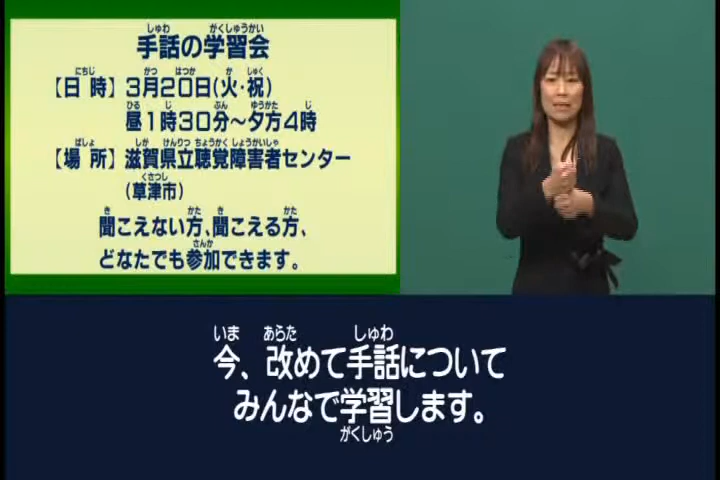 手話の学習会
【日時】3月20日(火・祝)
昼1時30分～夕方4時
【場所】滋賀県立聴覚障害者センター
(草津市)
聞こえない方、聞こえる方、
どなたでも参加できます。
今、改めて手話について
みんなで学習します。